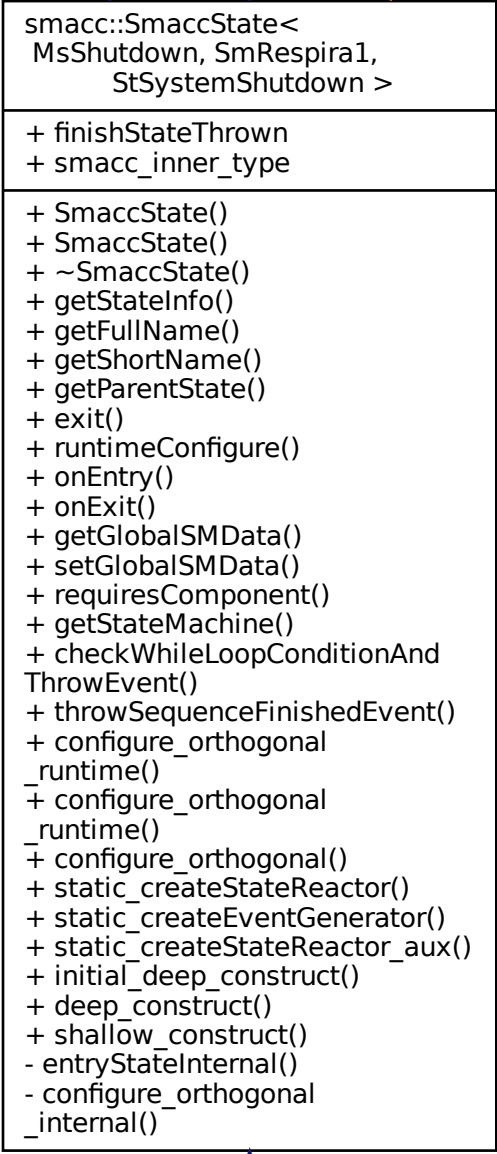 smacc::SmaccState<
MsShutdown, SmRespira1,
StSystemShutdown >
+ finishStateThrown
+ smacc_inner_type
+ SmaccState()
+ SmaccState()
+ ~SmaccState()
+ getStateInfo()
+ getFullName()
+ getShortName()
+ getParentState()
+ exit()
+ runtimeConfigure()
+ onEntry()
+ onExit()
+ getGlobalSMData()
+ setGlobalSMData()
+ requiresComponent()
+ getStateMachine()
+ checkWhileLoopConditionAnd
ThrowEvent()
+ throwSequenceFinishedEvent()
+ configure_orthogonal
_runtime()
+ configure_orthogonal
_runtime()
+ configure_orthogonal()
+ static_createStateReactor()
+ static_createEventGenerator()
+ static_createStateReactor_aux()
+ initial_deep_construct()
+ deep_construct()
+ shallow_construct()
- entryStateInternal()
- configure_orthogonal
_internal()